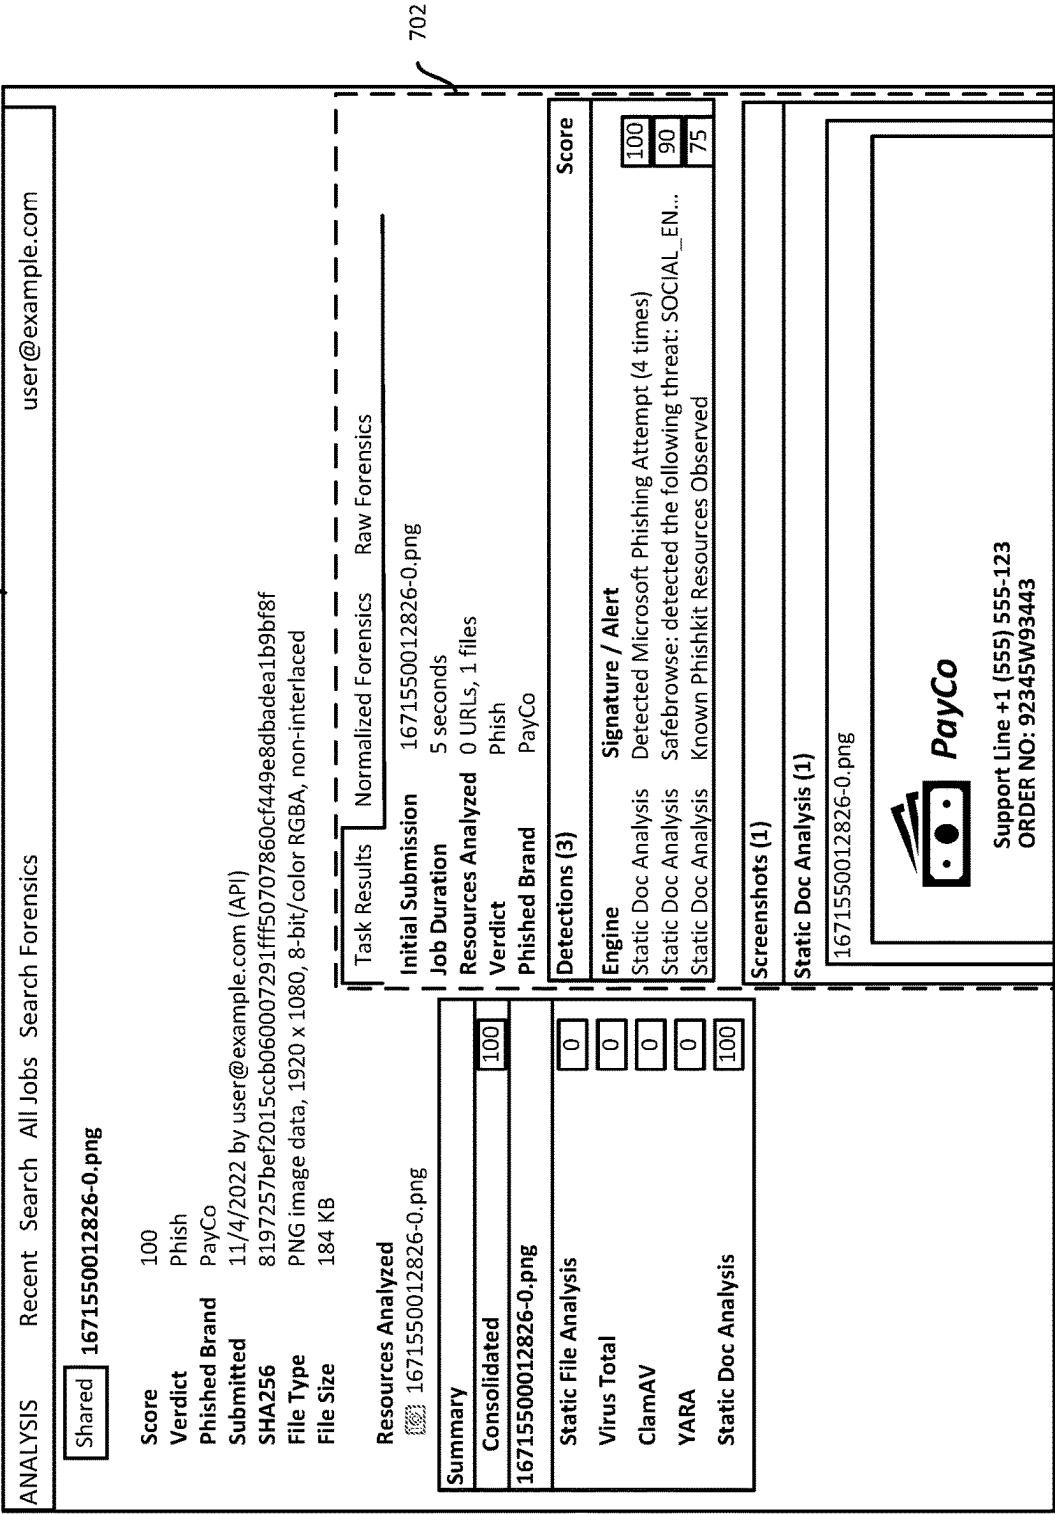 702
ANALYSIS Recent Search All Jobs Search Forensics user@example.com
Shared 1671550012826-0.png
Score 100
Verdict Phish
Phished Brand PayCo
Submitted 11/4/2022 by user@example.com (API)
SHA256 8197257bef2015ccb060007291fff50707860cf449e8dbadea1b9bf8f
File Type PNG image data, 1920 x 1080, 8-bit/color RGBA, non-interlaced
File Size 184 KB
Resources Analyzed
1671550012826-0.png
Summary
Consolidated 100
1671550012826-0.png
Static File Analysis 0
Virus Total 0
ClamAV 0
YARA 0
Static Doc Analysis 100
Task Results Normalized Forensics Raw Forensics
Initial Submission 1671550012826-0.png
Job Duration 5 seconds
Resources Analyzed 0 URLs, 1 files
Verdict Phish
Phished Brand PayCo
Detections (3) Score
Engine Signature / Alert
Static Doc Analysis Detected Microsoft Phishing Attempt (4 times) 100
Static Doc Analysis Safebrowse: detected the following threat: SOCIAL_EN... 90
Static Doc Analysis Known Phishkit Resources Observed 75
Screenshots (1)
Static Doc Analysis (1)
1671550012826-0.png
PayCo
Support Line +1 (555) 555-123
ORDER NO: 92345W93443